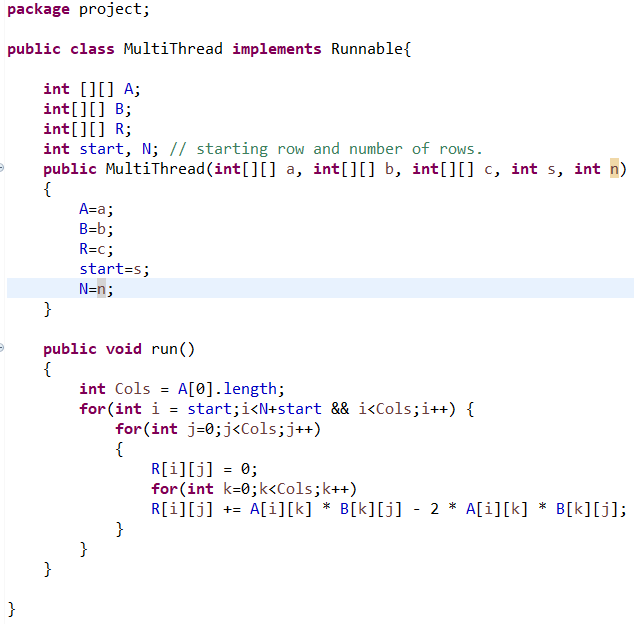 package project;
public class MultiThread implements Runnable{
int [][] A;
int[][] B;
int[][] R;
int start, N; // starting row and number of rows.
public MultiThread(int[][] a, int[][] b, int[][] c, int s, int n)
{
A=a;
B=b;
R=c;
start=s;
N=n;
}
public void run()
{
int Cols = A[0].length;
for(int i = start;i<N+start && i<Cols;i++) {
for(int j=0;j<Cols;j++)
{
R[i][j] = 0;
for(int k=0;k<Cols;k++)
R[i][j] += A[i][k] * B[k][j] - 2 * A[i][k] * B[k][j];
}
}
}
}